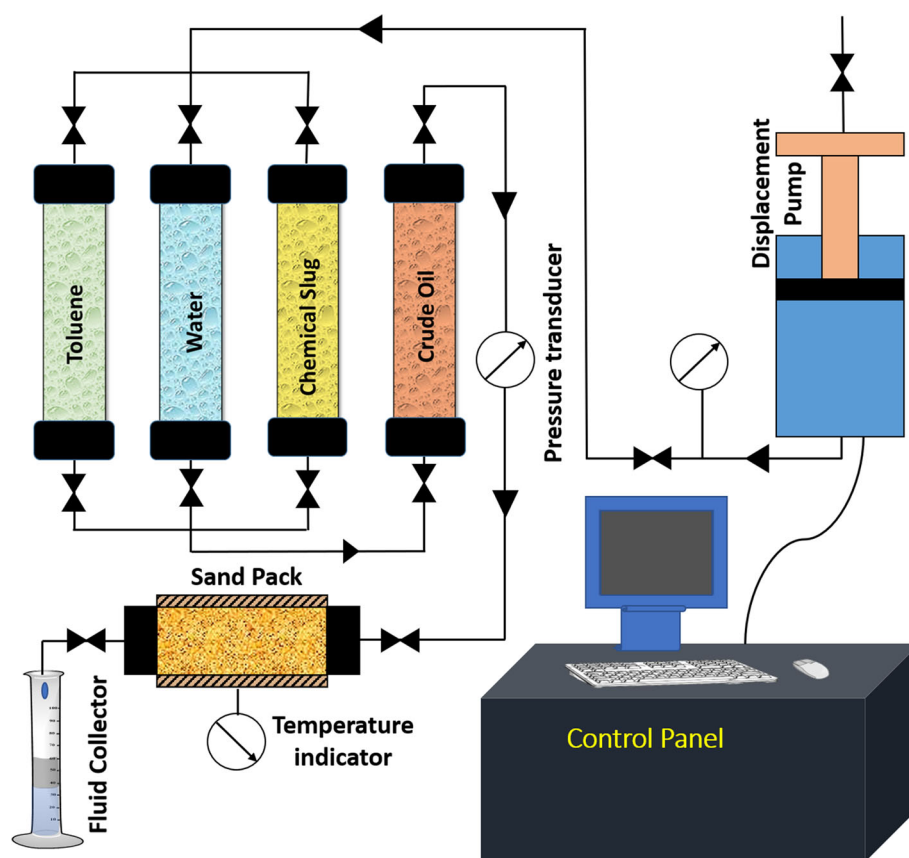 Toluene
Water
Chemical Slug
Crude Oil
Pressure transducer
Displacement
Pump
Sand Pack
Temperature
indicator
Fluid Collector
Control Panel